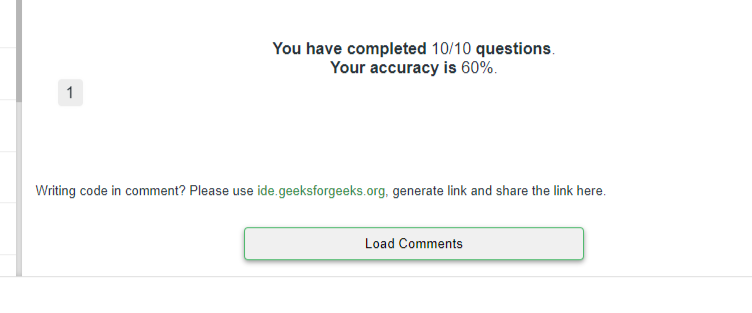 You have completed 10/10 questions.
Your accuracy is 60%.
1
Writing code in comment? Please use ide.geeksforgeeks.org, generate link and share the link here.
Load Comments